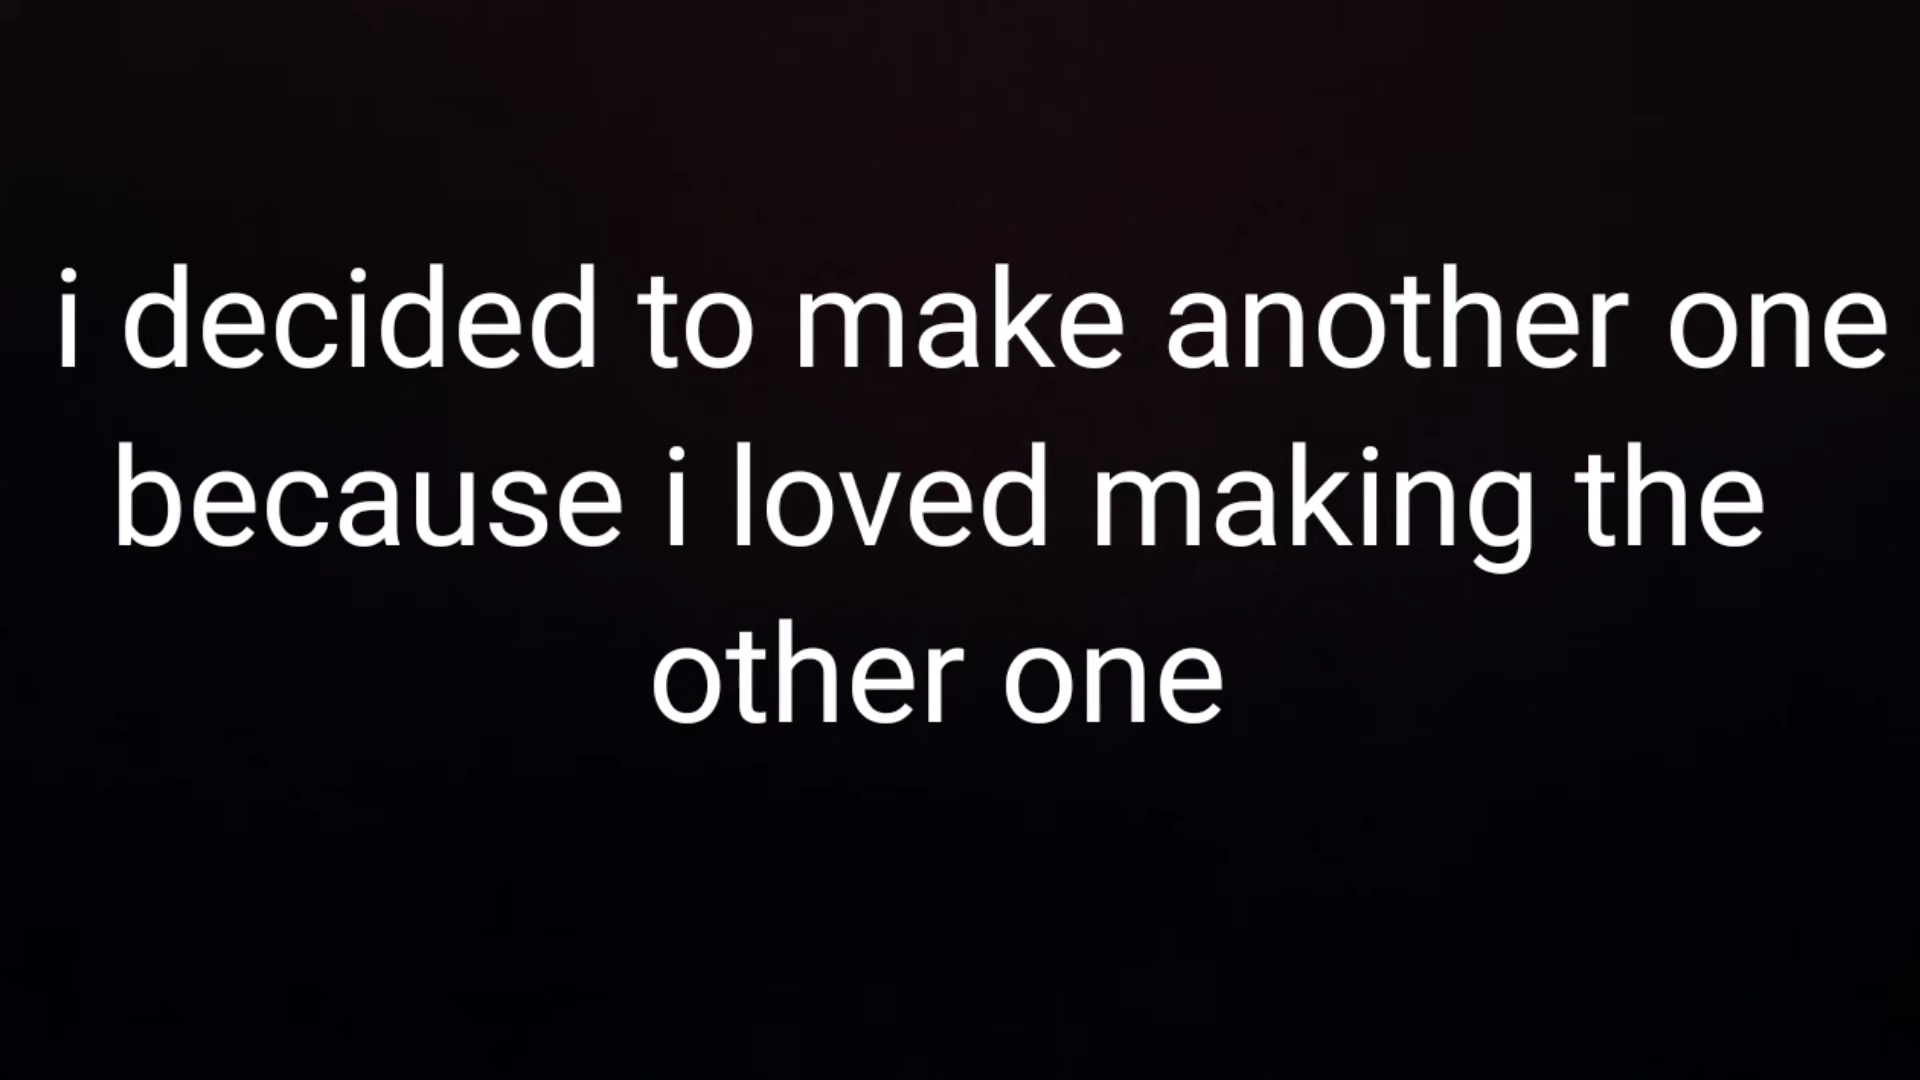 i decided to make another one
because i loved making the
other one